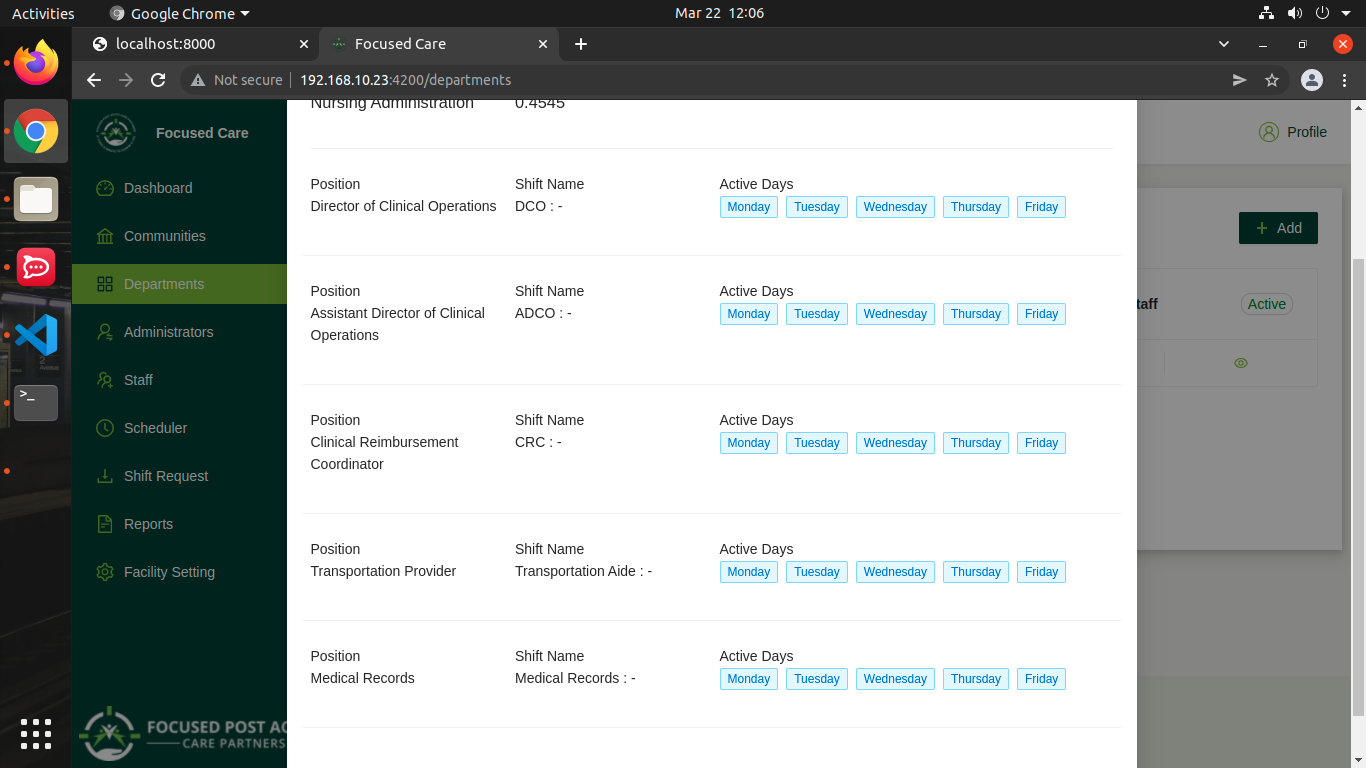 Activities
Google Chrome
Mar 22 12:06
localhost:8000
Focused Care
Not secure
192.168.10.23:4200/departments
Focused Care
Dashboard
Communities
Departments
Administrators
Staff
Scheduler
Shift Request
Reports
Facility Setting
FOCUSED POST AC
CARE PARTNERS
Nursing Administration 0.4545
Position Shift Name Active Days
Director of Clinical Operations DCO : - Monday Tuesday Wednesday Thursday Friday
Position Shift Name Active Days
Assistant Director of Clinical ADCO : - Monday Tuesday Wednesday Thursday Friday
Operations
Position Shift Name Active Days
Clinical Reimbursement CRC : - Monday Tuesday Wednesday Thursday Friday
Coordinator
Position Shift Name Active Days
Transportation Provider Transportation Aide : - Monday Tuesday Wednesday Thursday Friday
Position Shift Name Active Days
Medical Records Medical Records : - Monday Tuesday Wednesday Thursday Friday
Profile
+ Add
taff
Active